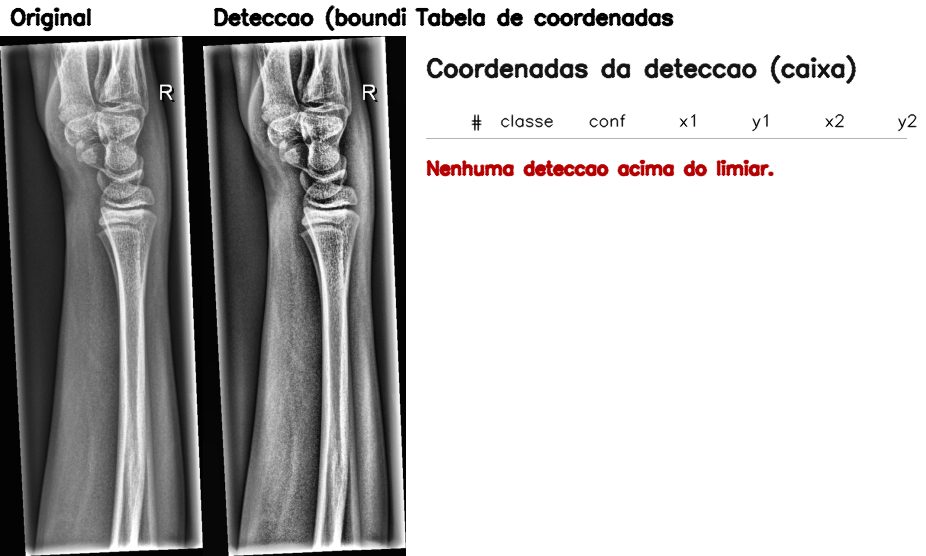 Original
Deteccao (boundi
Tabela de coordenadas
Coordenadas da deteccao (caixa)
# classe conf x1 y1 x2 y2
Nenhuma deteccao acima do limiar.
R
R